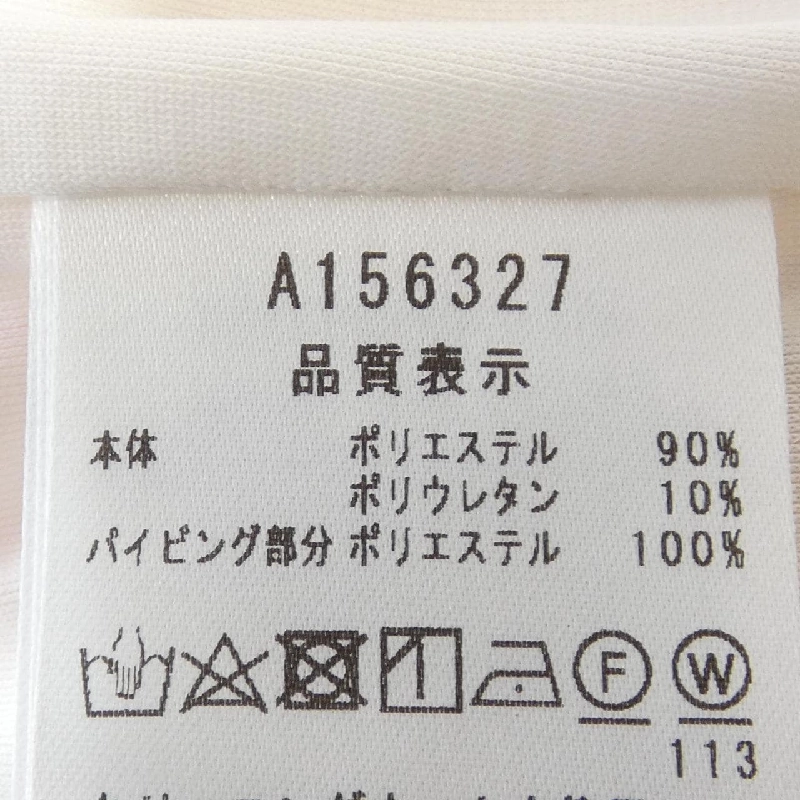 A156327
品質表示
本体 ポリエステル 90%
ポリウレタン 10%
パイピング部分 ポリエステル 100%
F W
113